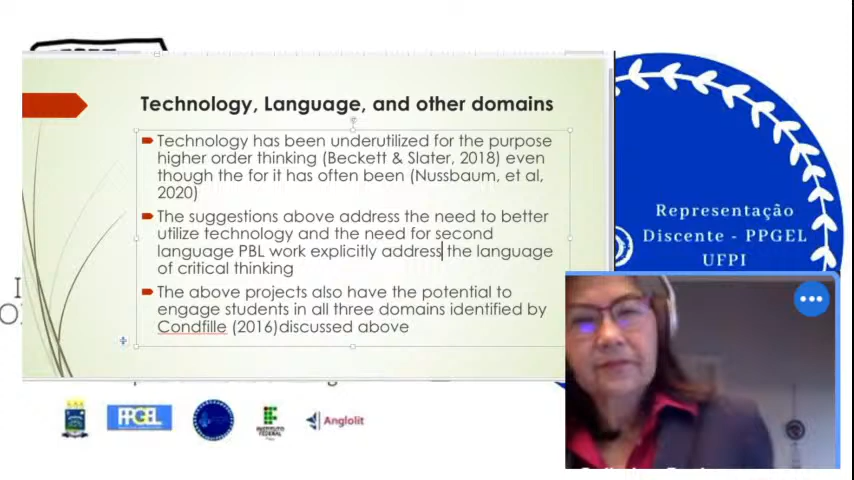 Technology, Language, and other domains
Technology has been underutilized for the purpose
higher order thinking (Beckett & Slater, 2018) even
though the for it has often been (Nussbaum, et al,
2020)
The suggestions above address the need to better
utilize technology and the need for second
language PBL work explicitly address the language
of critical thinking
The above projects also have the potential to
engage students in all three domains identified by
Condfille (2016)discussed above
Representação
Discente - PPGEL
UFPI
PPGEL
INSTITUTO
FEDERAL
Anglolit